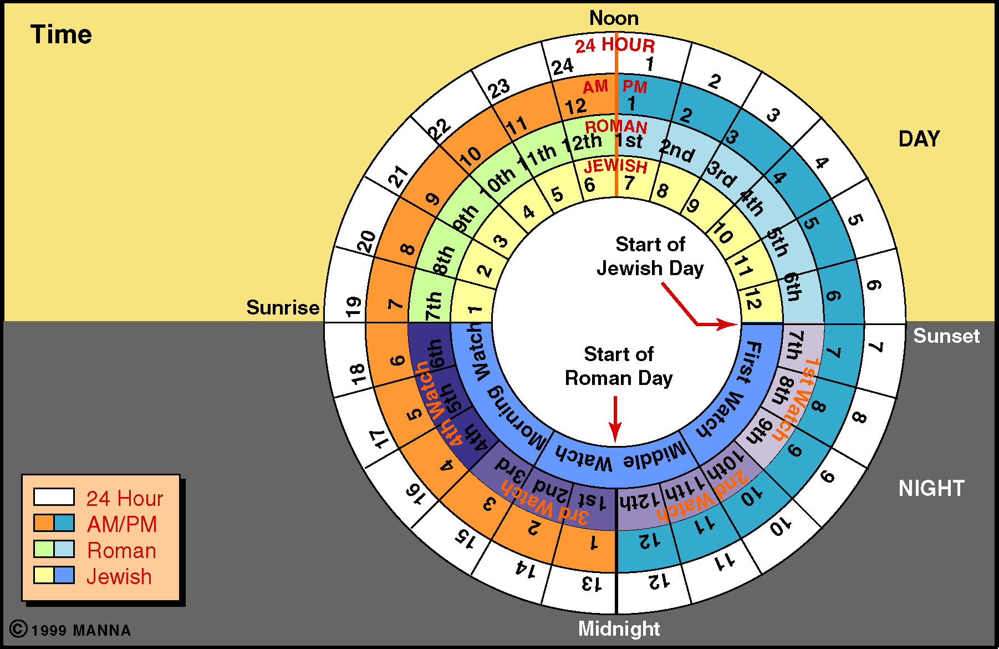 Time
Noon
24 HOUR
24
1
2
3
4
5
6
7
8
9
10
11
12
13
14
15
16
17
18
19
20
21
22
23
AM PM
12
1
2
3
4
5
6
7
8
9
10
11
12
1
2
3
4
5
6
7
8
9
10
11
ROMAN
12th
1st
2nd
3rd
4th
5th
6th
7th
8th
9th
10th
11th
12th
1st
2nd
3rd
4th
5th
6th
7th
8th
9th
10th
11th
1st Watch
2nd Watch
3rd Watch
4th Watch
JEWISH
6
7
8
9
10
11
12
First Watch
Middle Watch
Morning Watch
1
2
3
4
5
Start of
Jewish Day
Start of
Roman Day
DAY
Sunrise
Sunset
NIGHT
Midnight
24 Hour
AM/PM
Roman
Jewish
© 1999 MANNA